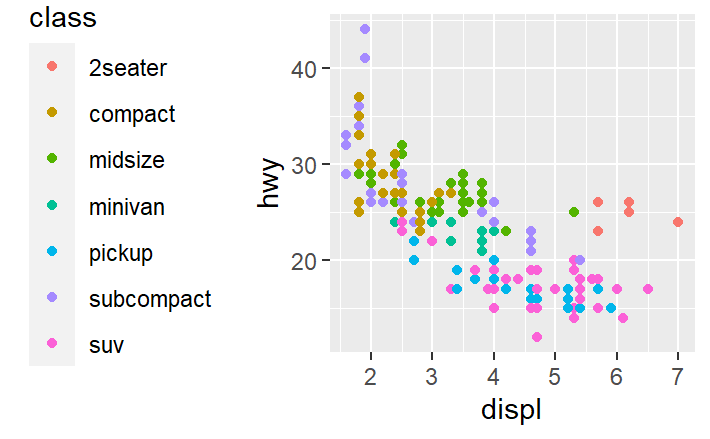 class
2seater
compact
midsize
minivan
pickup
subcompact
suv
hwy
40
30
20
2 3 4 5 6 7
displ